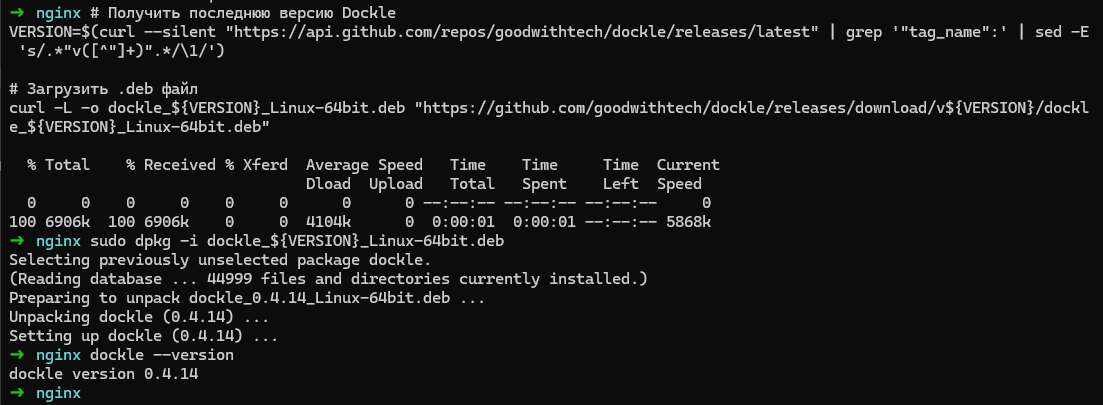 ➜ nginx # Получить последнюю версию Dockle
VERSION=$(curl --silent "https://api.github.com/repos/goodwithtech/dockle/releases/latest" | grep '"tag_name":' | sed -E
 's/.*"v([^"]+)".*/\1/')
# Загрузить .deb файл
curl -L -o dockle_${VERSION}_Linux-64bit.deb "https://github.com/goodwithtech/dockle/releases/download/v${VERSION}/dockl
e_${VERSION}_Linux-64bit.deb"
  % Total    % Received % Xferd  Average Speed   Time    Time     Time  Current
                                 Dload  Upload   Total   Spent    Left  Speed
  0     0    0     0    0     0      0      0 --:--:-- --:--:-- --:--:--     0
100 6906k  100 6906k    0     0  4104k      0  0:00:01  0:00:01 --:--:-- 5868k
➜ nginx sudo dpkg -i dockle_${VERSION}_Linux-64bit.deb
Selecting previously unselected package dockle.
(Reading database ... 44999 files and directories currently installed.)
Preparing to unpack dockle_0.4.14_Linux-64bit.deb ...
Unpacking dockle (0.4.14) ...
Setting up dockle (0.4.14) ...
➜ nginx dockle --version
dockle version 0.4.14
➜ nginx